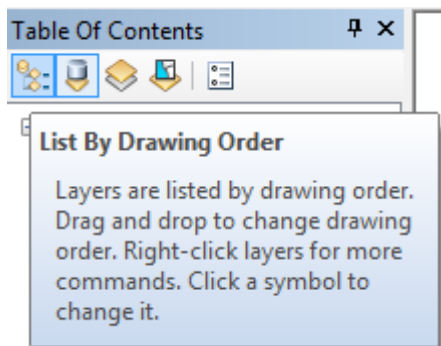 Table Of Contents
List By Drawing Order
Layers are listed by drawing order.
Drag and drop to change drawing
order. Right-click layers for more
commands. Click a symbol to
change it.